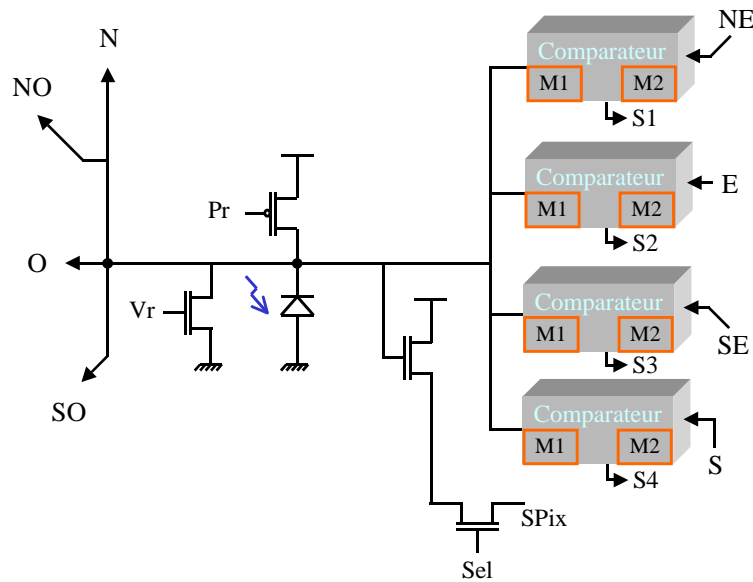 N
NO
O
SO
Pr
Vr
NE
Comparateur
M1 M2
S1
E
Comparateur
M1 M2
S2
Comparateur
M1 M2
SE
S3
Comparateur
M1 M2
S
S4
SPix
Sel